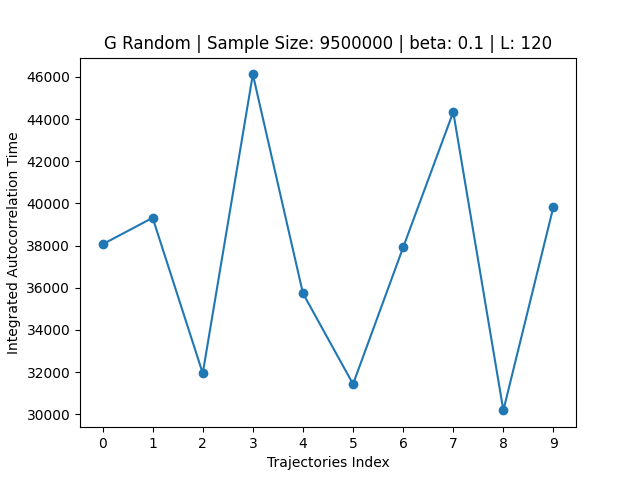 G Random | Sample Size: 9500000 | beta: 0.1 | L: 120
Integrated Autocorrelation Time
46000
44000
42000
40000
38000
36000
34000
32000
30000
0 1 2 3 4 5 6 7 8 9
Trajectories Index